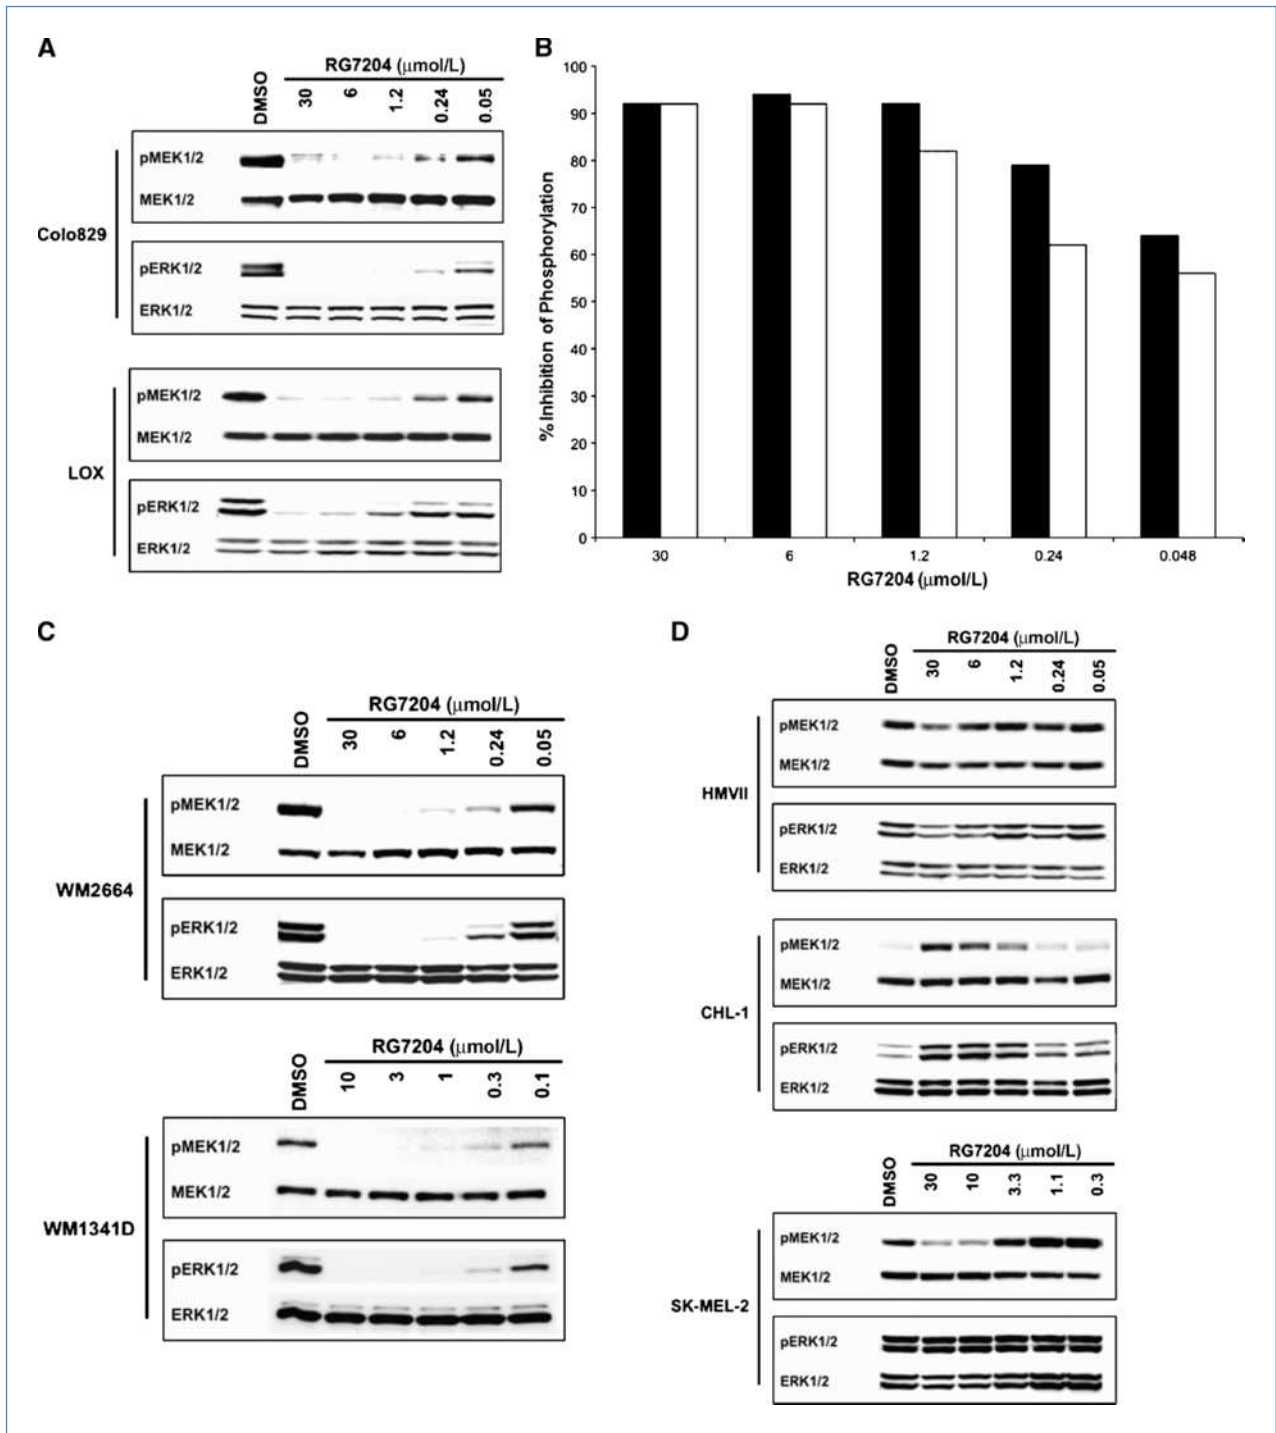 A
RG7204 (μmol/L)
DMSO 30 6 1.2 0.24 0.05
pMEK1/2
MEK1/2
Colo829
pERK1/2
ERK1/2
pMEK1/2
MEK1/2
LOX
pERK1/2
ERK1/2
B
100
90
80
70
60
50
40
30
20
10
0
% Inhibition of Phosphorylation
30 6 1.2 0.24 0.048
RG7204 (μmol/L)
C
RG7204 (μmol/L)
DMSO 30 6 1.2 0.24 0.05
pMEK1/2
MEK1/2
WM2664
pERK1/2
ERK1/2
RG7204 (μmol/L)
DMSO 10 3 1 0.3 0.1
pMEK1/2
MEK1/2
WM1341D
pERK1/2
ERK1/2
D
RG7204 (μmol/L)
DMSO 30 6 1.2 0.24 0.05
pMEK1/2
MEK1/2
HMVII
pERK1/2
ERK1/2
pMEK1/2
MEK1/2
CHL-1
pERK1/2
ERK1/2
RG7204 (μmol/L)
DMSO 30 10 3.3 1.1 0.3
pMEK1/2
MEK1/2
SK-MEL-2
pERK1/2
ERK1/2